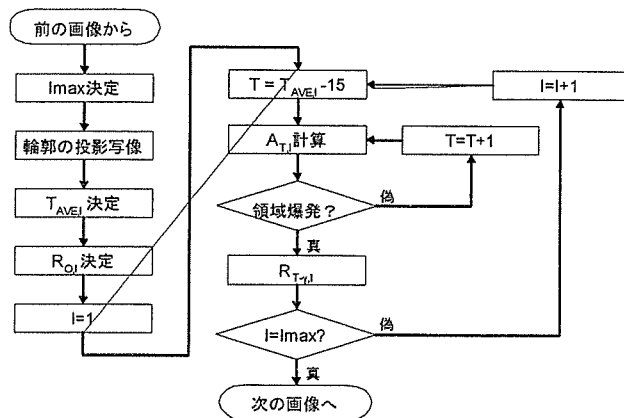 前の画像から
Imax決定
輪郭の投影写像
T_AVE,I 決定
R_O,I 決定
I=1
T = T_AVE,I -15
I=I+1
A_T,I 計算
T=T+1
領域爆発?
偽
真
R_T-γ,I
I=Imax?
偽
真
次の画像へ